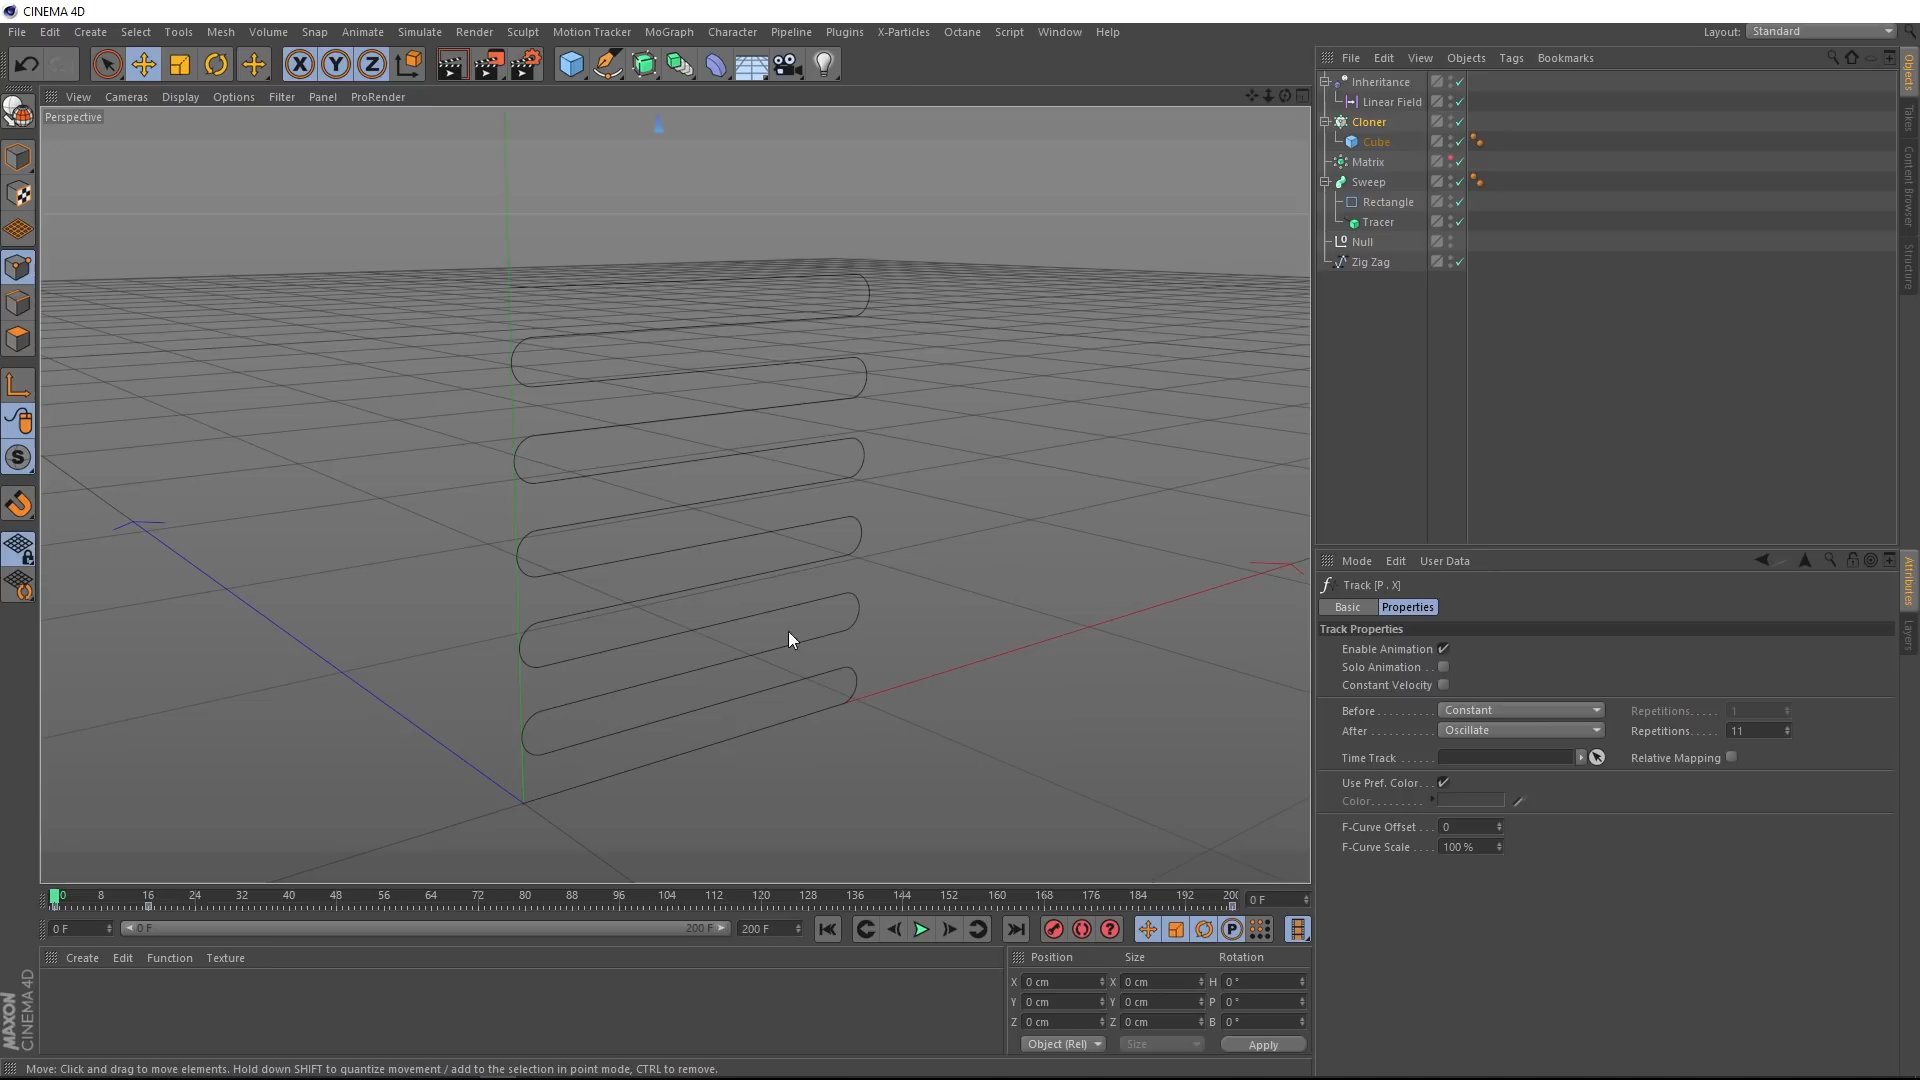 CINEMA 4D
File Edit Create Select Tools Mesh Volume Snap Animate Simulate Render Sculpt Motion Tracker MoGraph Character Pipeline Plugins X-Particles Octane Script Window Help
Layout: Standard
View Cameras Display Options Filter Panel ProRender
Perspective
File Edit View Objects Tags Bookmarks
Inheritance
Linear Field
Cloner
Cube
Matrix
Sweep
Rectangle
Tracer
Null
Zig Zag
Objects
Takes
Content Browser
Structure
Mode Edit User Data
Track [P . X]
Basic Properties
Track Properties
Enable Animation
Solo Animation . .
Constant Velocity
Before . . . . . . . . . . Constant Repetitions. . . . . 1
After . . . . . . . . . . . Oscillate Repetitions. . . . . 11
Time Track . . . . . . Relative Mapping
Use Pref. Color. . .
Color. . . . . . . . .
F-Curve Offset . . . 0
F-Curve Scale . . . . 100 %
Attributes
Layers
0 8 16 24 32 40 48 56 64 72 80 88 96 104 112 120 128 136 144 152 160 168 176 184 192 200 0 F
0 F 0 F 200 F 200 F
Create Edit Function Texture
Position Size Rotation
X 0 cm X 0 cm H 0 °
Y 0 cm Y 0 cm P 0 °
Z 0 cm Z 0 cm B 0 °
Object (Rel) Size Apply
MAXON
CINEMA 4D
Move: Click and drag to move elements. Hold down SHIFT to quantize movement / add to the selection in point mode, CTRL to remove.